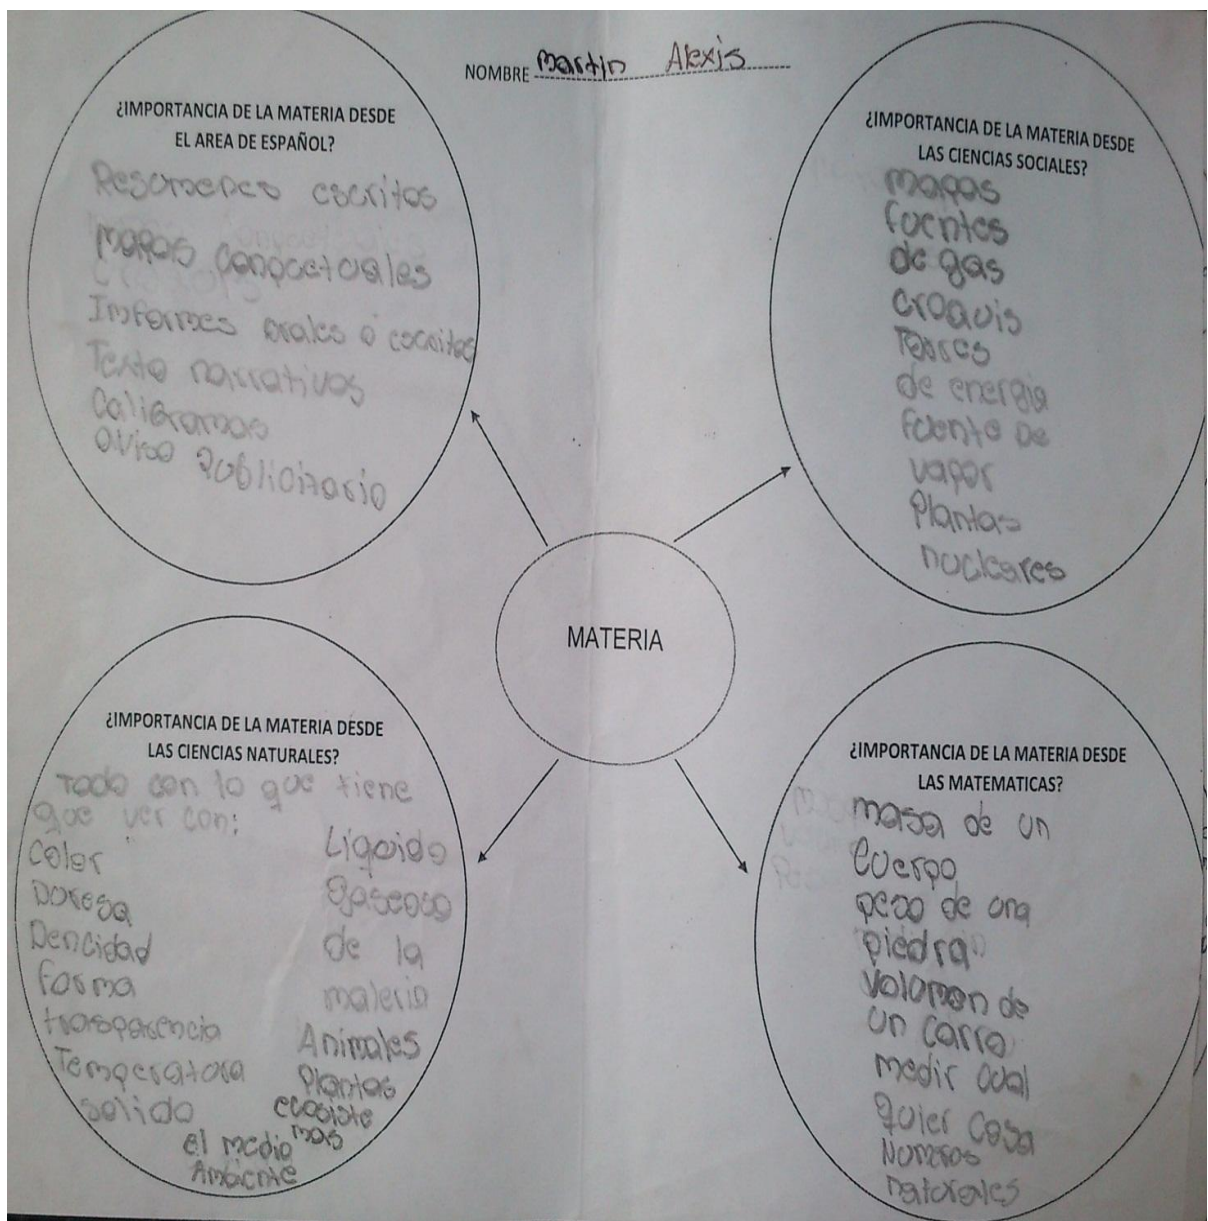 NOMBRE Martin Alexis
¿IMPORTANCIA DE LA MATERIA DESDE
EL AREA DE ESPAÑOL?
Resumenes escritos
mapas conceptuales
Informes orales o escritos
Texto narrativos
Caligramas
aviso publicitario
¿IMPORTANCIA DE LA MATERIA DESDE
LAS CIENCIAS SOCIALES?
mapas
fuentes
de gas
croquis
Torres
de energia
fuente de
vapor
Plantas
nucleares
MATERIA
¿IMPORTANCIA DE LA MATERIA DESDE
LAS CIENCIAS NATURALES?
Todo con lo que tiene
que ver con:
Color
Duresa
Dencidad
forma
trasparencia
Temperatura
solido
Liquido
gaseoso
de la
materia
Animales
Plantas
ecosiste
mas
el medio
Ambiente
¿IMPORTANCIA DE LA MATERIA DESDE
LAS MATEMATICAS?
masa de un
Cuerpo
peso de una
piedra
volumen de
un carro
medir cual
quier cosa
Numeros
naturales